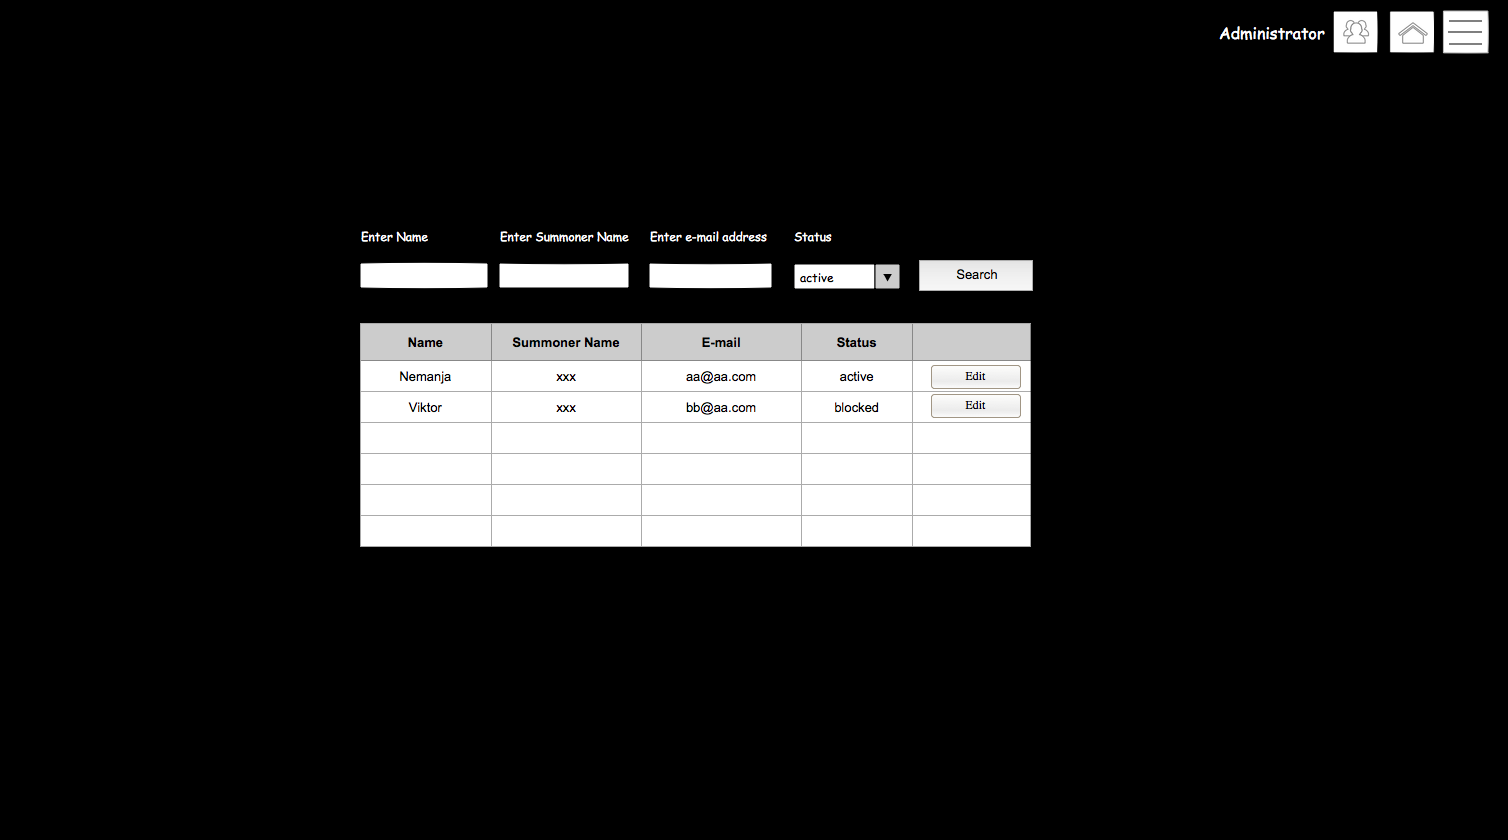 Administrator
Enter Name Enter Summoner Name Enter e-mail address Status
active Search
Name Summoner Name E-mail Status
Nemanja xxx aa@aa.com active Edit
Viktor xxx bb@aa.com blocked Edit